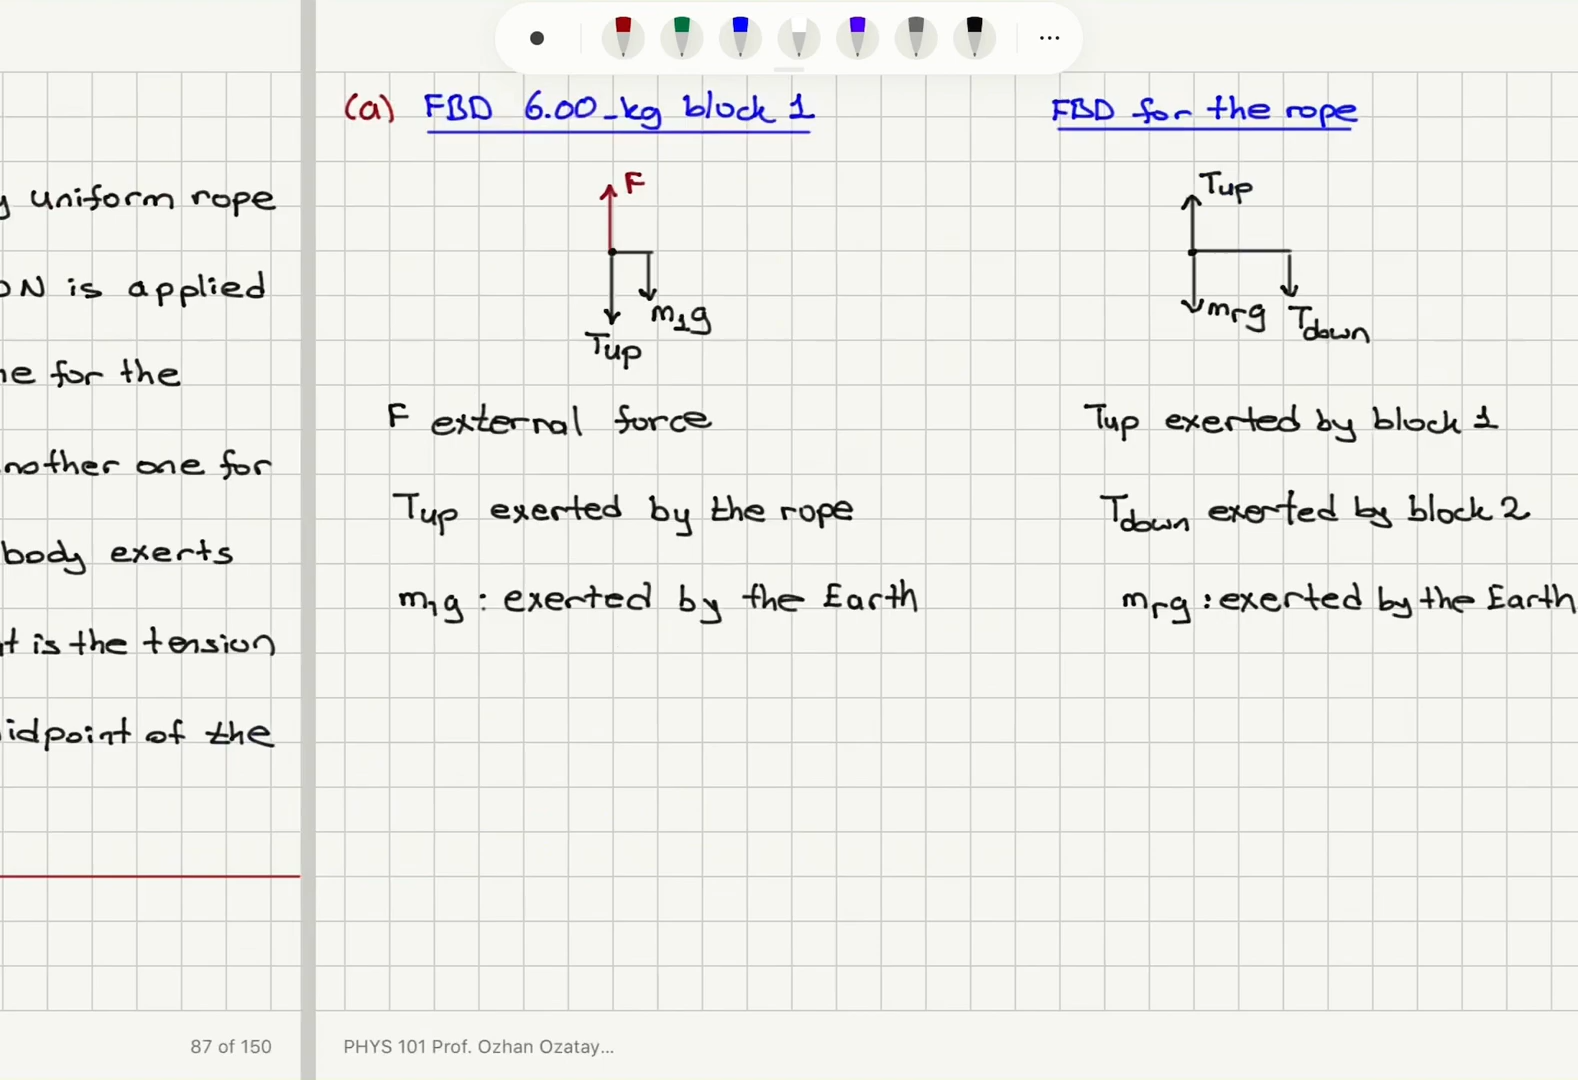 y uniform rope
N is applied
ne for the
nother one for
body exerts
t is the tension
idpoint of the
87 of 150
(a) FBD 6.00_kg block 1
F
m1g
Tup
F external force
Tup exerted by the rope
m1g : exerted by the Earth
FBD for the rope
Tup
mrg
Tdown
Tup exerted by block 1
Tdown exerted by block 2
mrg : exerted by the Earth
PHYS 101 Prof. Ozhan Ozatay...